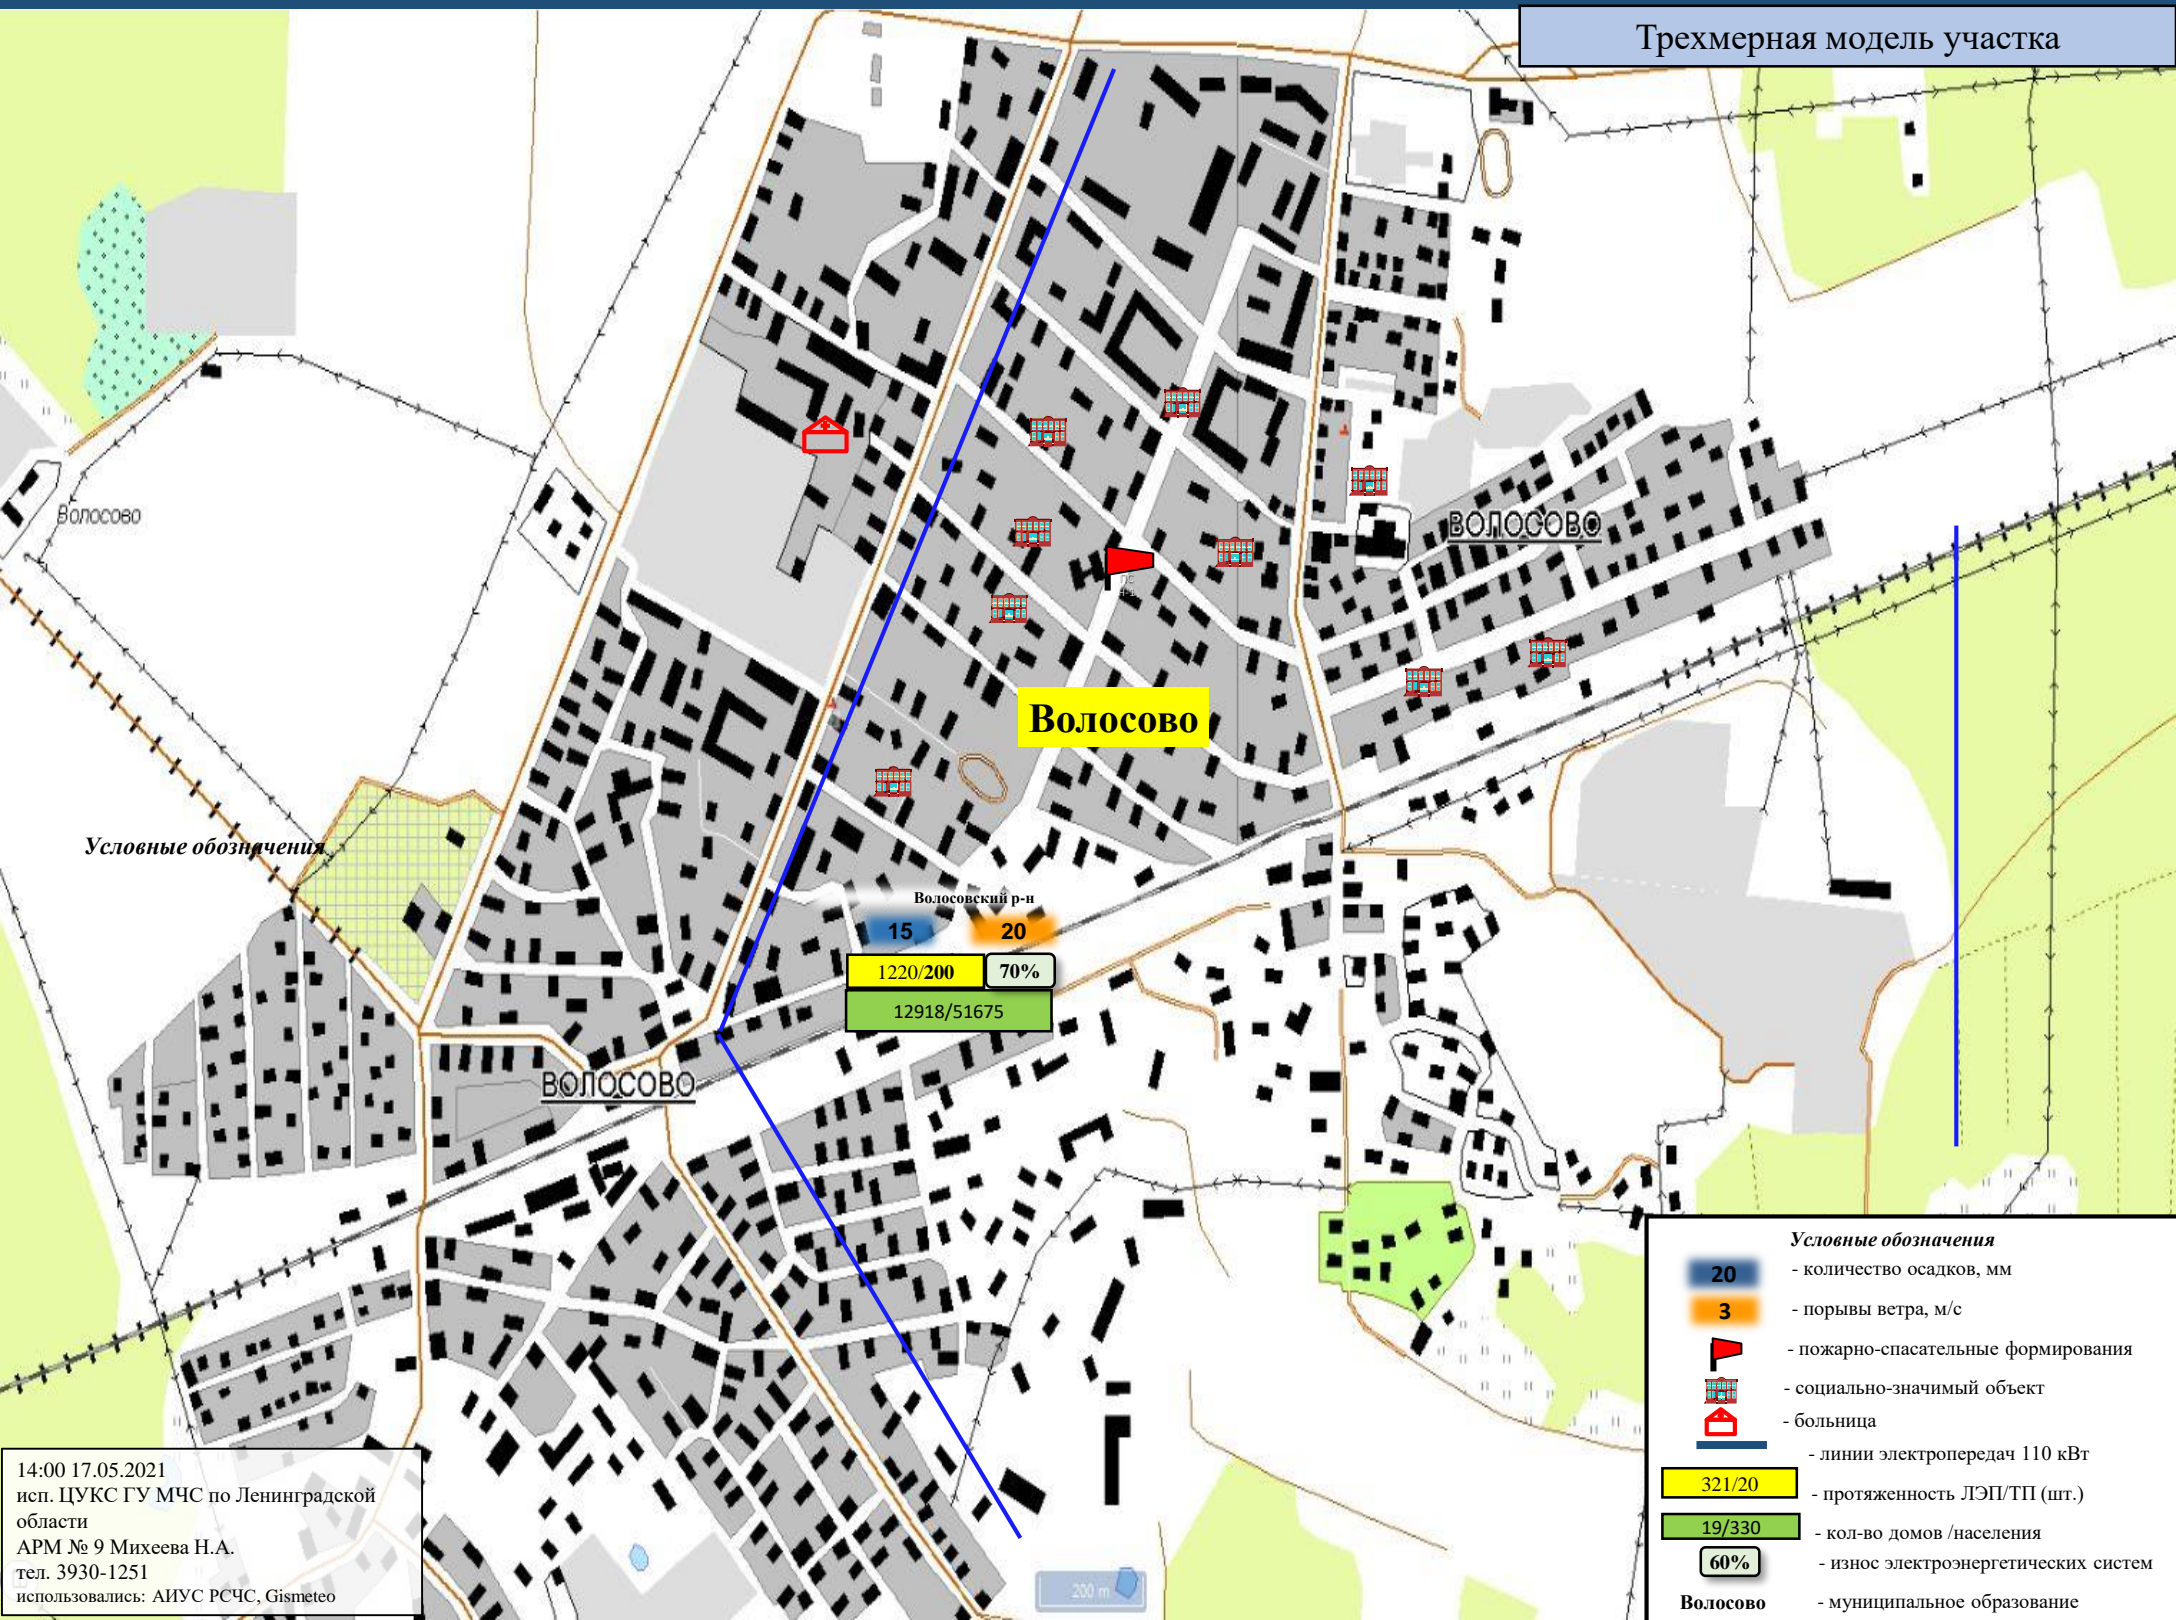 Трехмерная модель участка
Волосово
ВОЛОСОВО
ПС
Волосово
Условные обозначения
Волосовский р-н
15
20
1220/200
70%
12918/51675
ВОЛОСОВО
Условные обозначения
20 - количество осадков, мм
3 - порывы ветра, м/с
- пожарно-спасательные формирования
- социально-значимый объект
- больница
- линии электропередач 110 кВт
321/20 - протяженность ЛЭП/ТП (шт.)
19/330 - кол-во домов /населения
60% - износ электроэнергетических систем
Волосово - муниципальное образование
14:00 17.05.2021
исп. ЦУКС ГУ МЧС по Ленинградской
области
АРМ № 9 Михеева Н.А.
тел. 3930-1251
использовались: АИУС РСЧС, Gismeteo
200 m